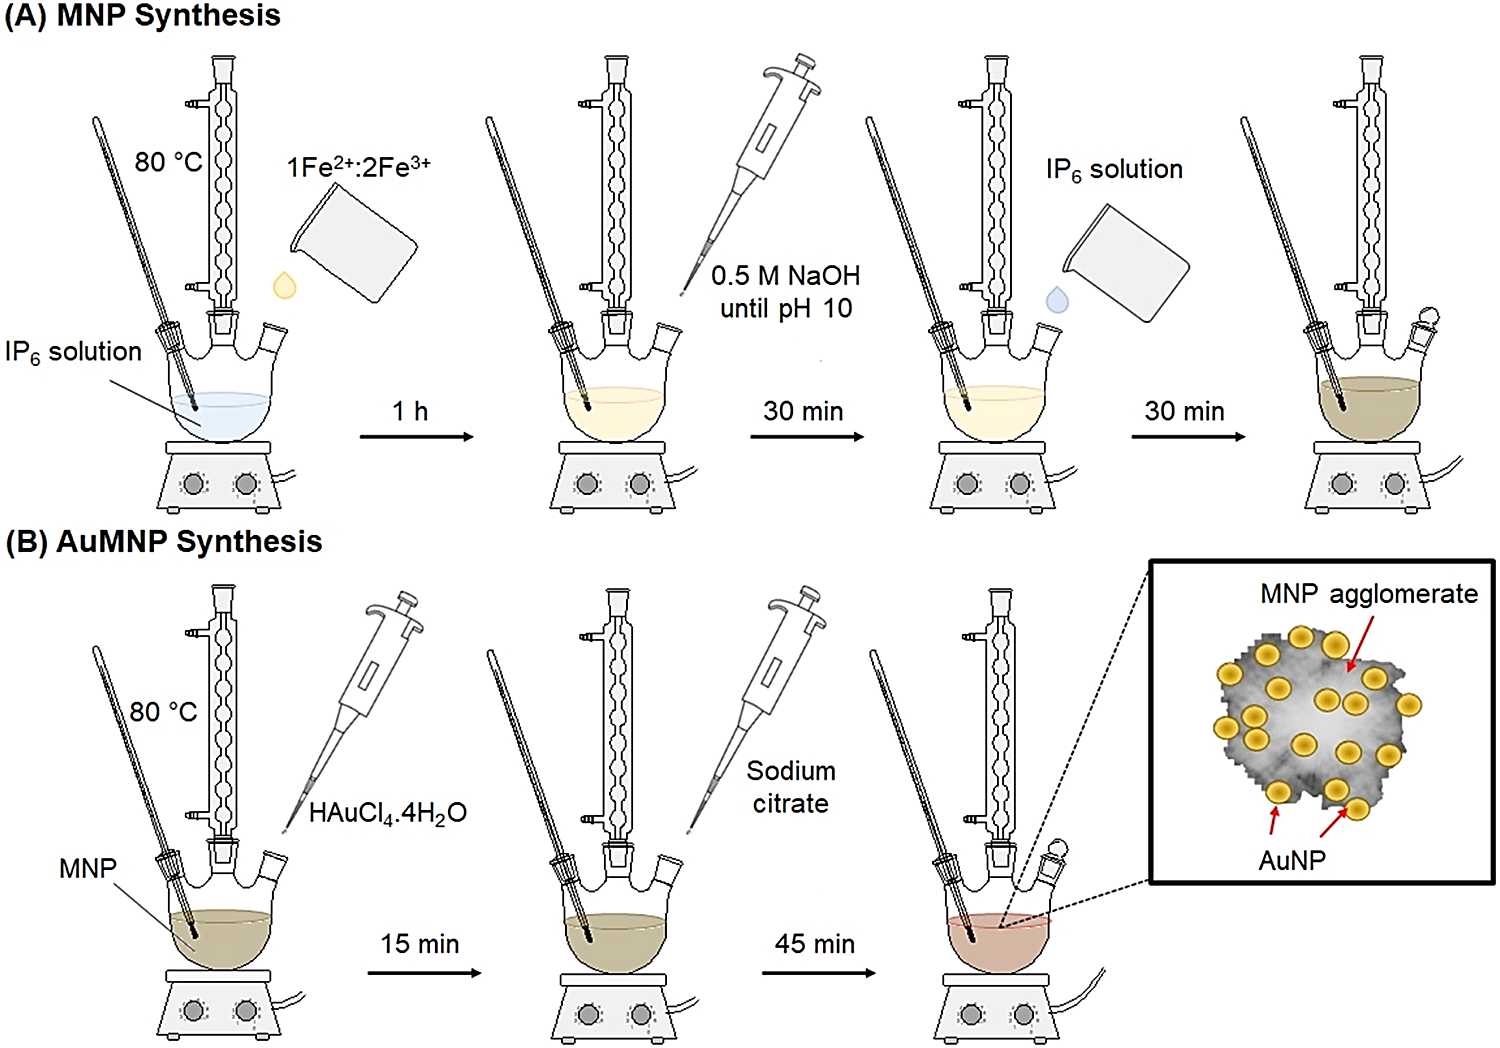 (A) MNP Synthesis
80 °C
1Fe²⁺:2Fe³⁺
IP₆ solution
1 h
0.5 M NaOH
until pH 10
30 min
IP₆ solution
30 min
(B) AuMNP Synthesis
80 °C
MNP
HAuCl₄.4H₂O
15 min
Sodium
citrate
45 min
MNP agglomerate
AuNP